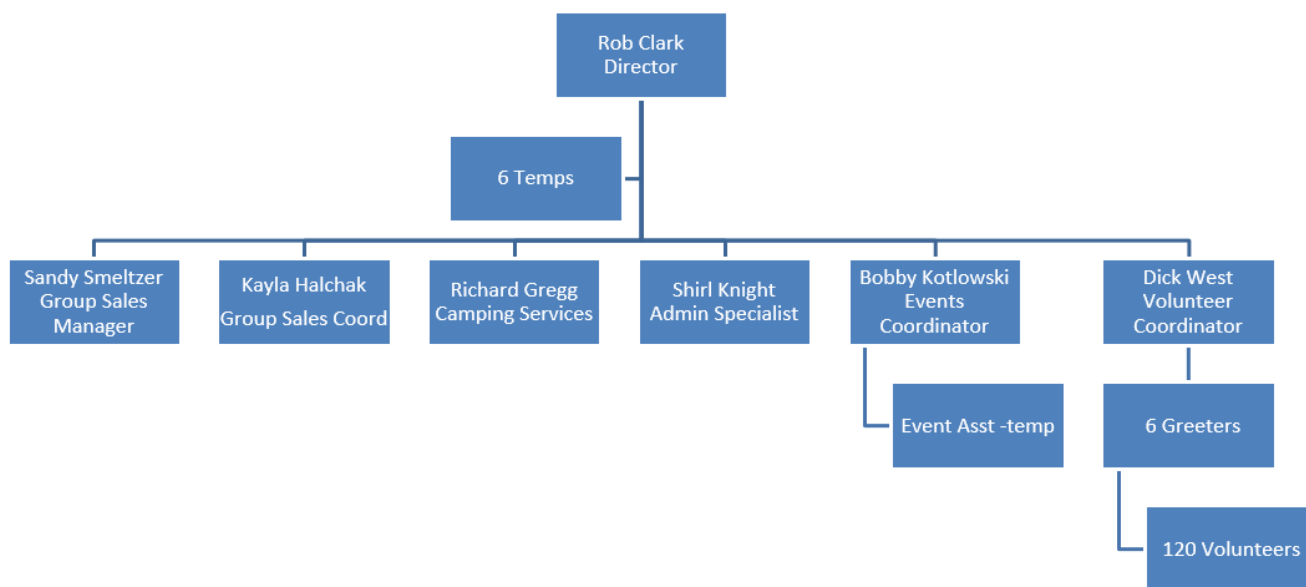 Rob Clark
Director
6 Temps
Sandy Smeltzer
Group Sales
Manager
Kayla Halchak
Group Sales Coord
Richard Gregg
Camping Services
Shirl Knight
Admin Specialist
Bobby Kotlowski
Events
Coordinator
Dick West
Volunteer
Coordinator
Event Asst -temp
6 Greeters
120 Volunteers